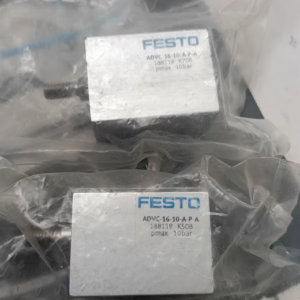 FESTO
ADVC-16-10-A-P-A
188119 K508
pmax 10bar
FESTO
ADVC-16-10-A-P-A
188119 K508
pmax 10bar